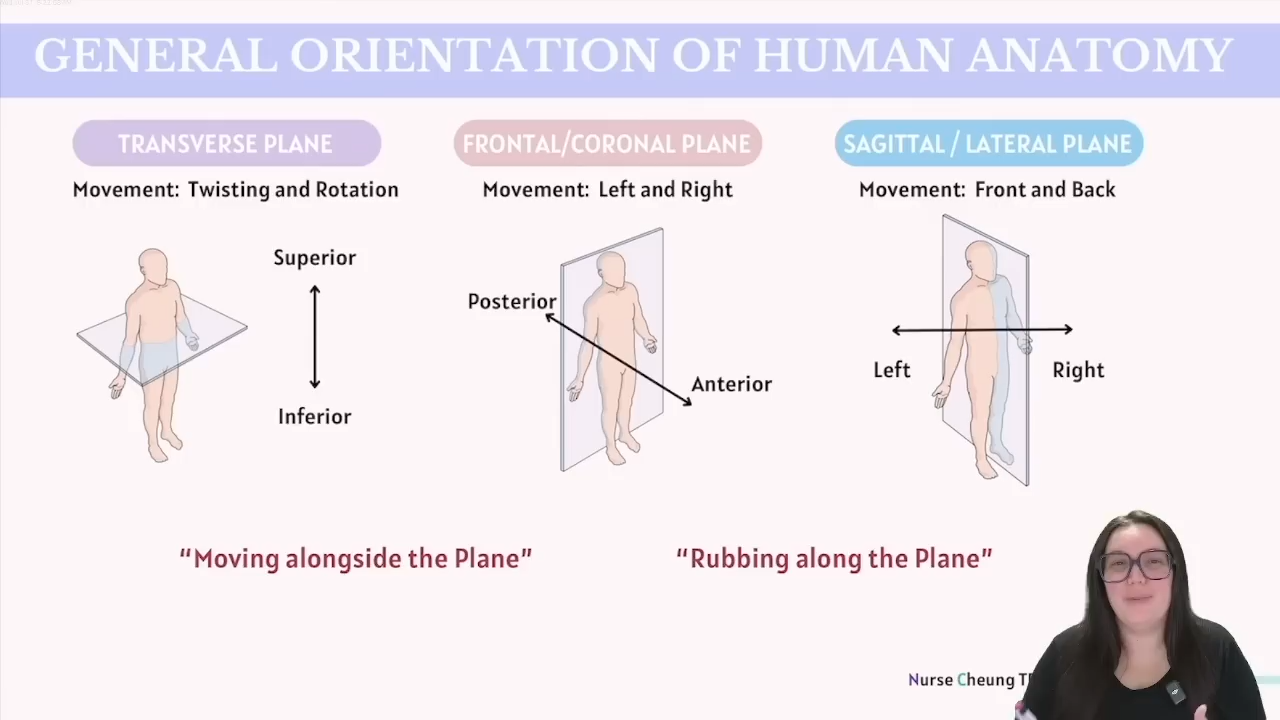 GENERAL ORIENTATION OF HUMAN ANATOMY
TRANSVERSE PLANE
Movement: Twisting and Rotation
Superior
Inferior
FRONTAL/CORONAL PLANE
Movement: Left and Right
Posterior
Anterior
SAGITTAL / LATERAL PLANE
Movement: Front and Back
Left
Right
“Moving alongside the Plane”
“Rubbing along the Plane”
Nurse Cheung